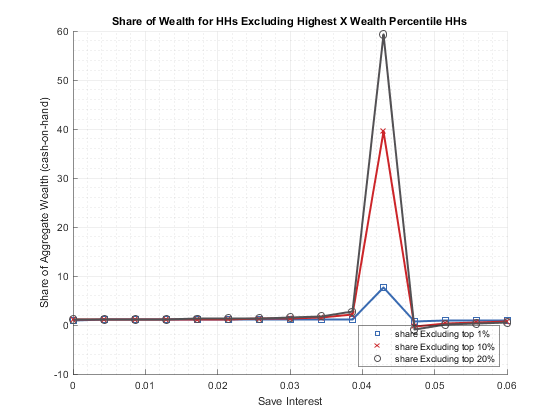 Share of Wealth for HHs Excluding Highest X Wealth Percentile HHs
Share of Aggregate Wealth (cash-on-hand)
60
50
40
30
20
10
0
-10
0
0.01
0.02
0.03
0.04
0.05
0.06
Save Interest
share Excluding top 1%
share Excluding top 10%
share Excluding top 20%